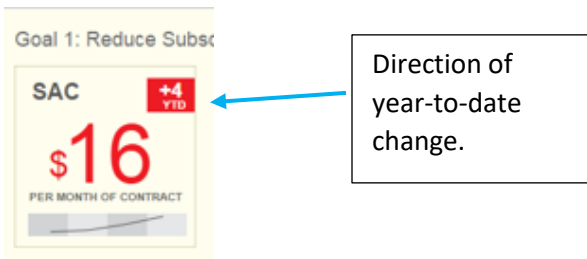 Goal 1: Reduce Subsc
SAC
+4
YTD
$16
PER MONTH OF CONTRACT
Direction of
year-to-date
change.